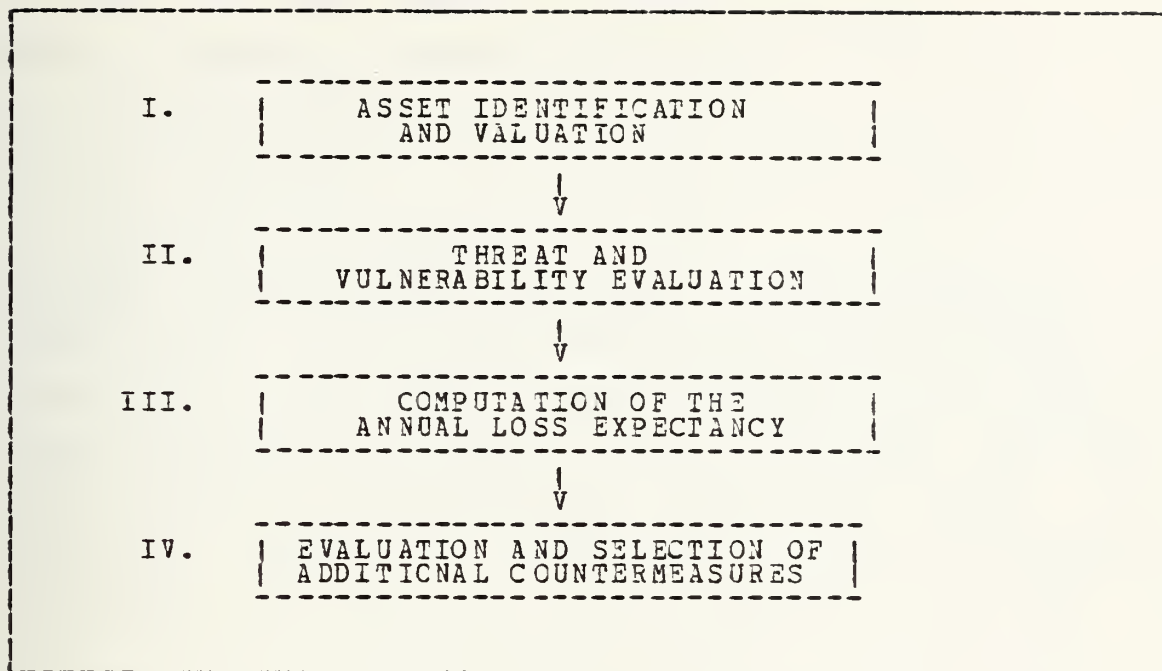 I. ASSET IDENTIFICATION
AND VALUATION
V
II. THREAT AND
VULNERABILITY EVALUATION
V
III. COMPUTATION OF THE
ANNUAL LOSS EXPECTANCY
V
IV. EVALUATION AND SELECTION OF
ADDITIONAL COUNTERMEASURES